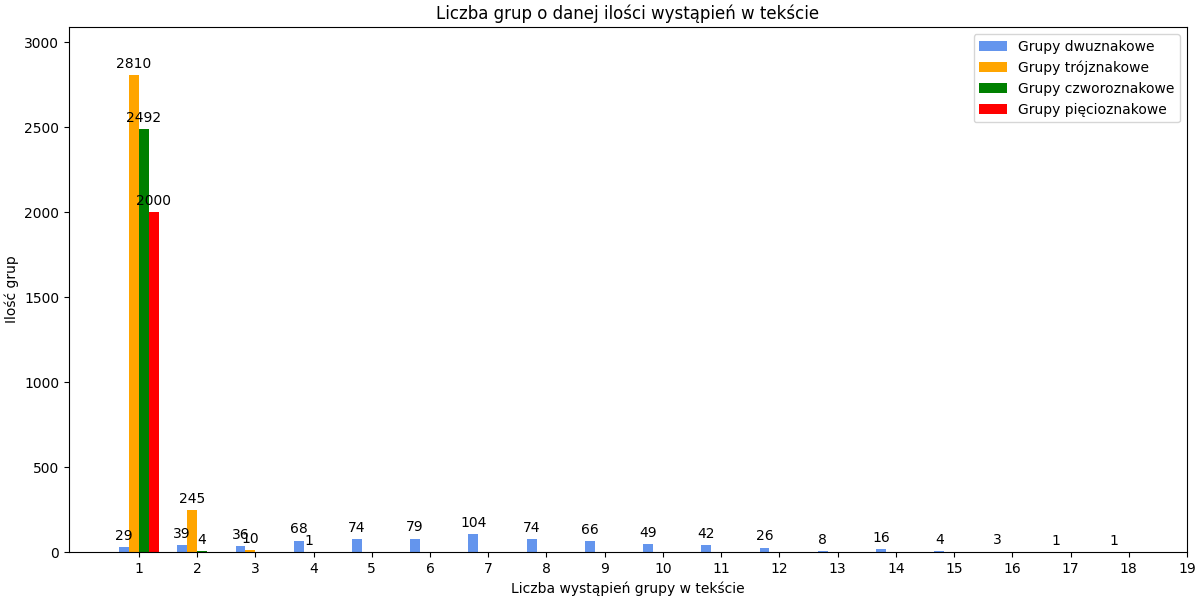 Liczba grup o danej ilości wystąpień w tekście
Grupy dwuznakowe
Grupy trójznakowe
Grupy czworoznakowe
Grupy pięcioznakowe
Ilość grup
3000
2500
2000
1500
1000
500
0
29 2810 2492 2000
39 245 4
36 10
68 1
74
79
104
74
66
49
42
26
8
16
4
3
1
1
1 2 3 4 5 6 7 8 9 10 11 12 13 14 15 16 17 18 19
Liczba wystąpień grupy w tekście